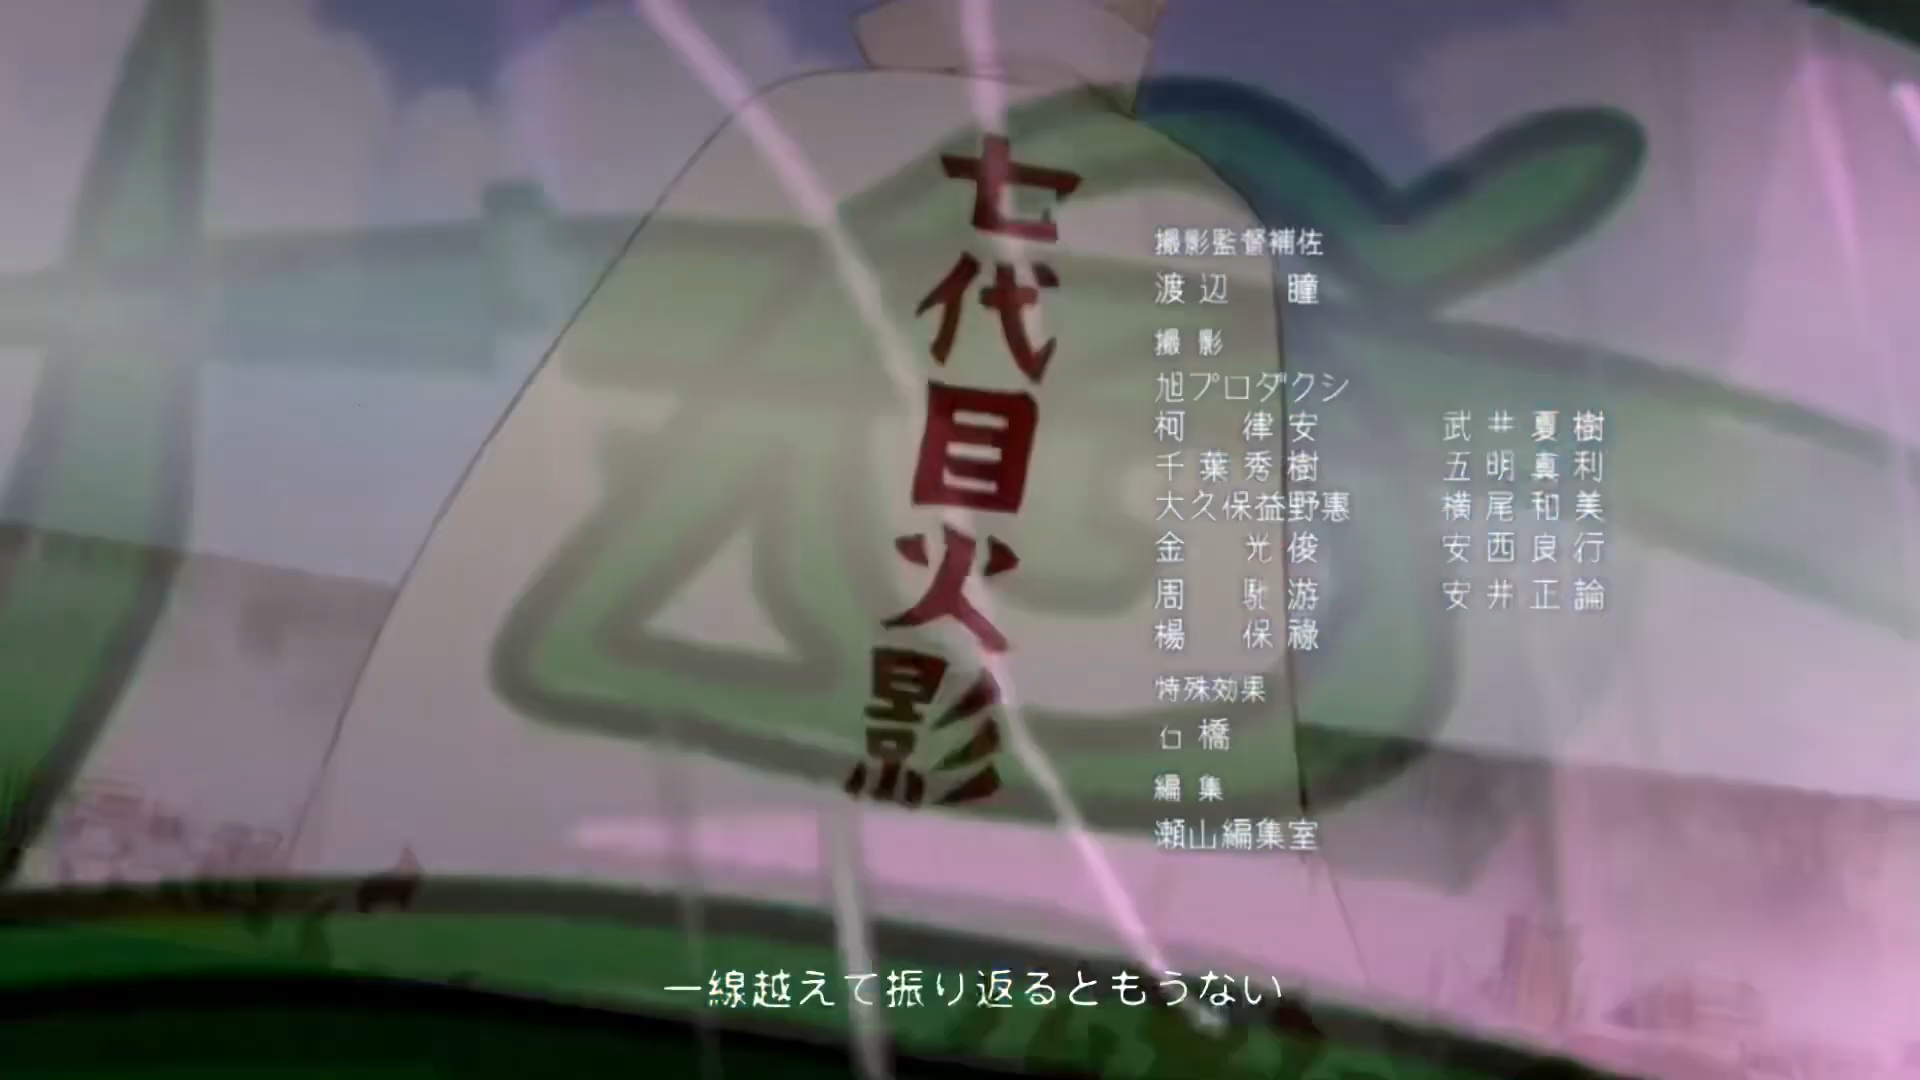 七代目火影
撮影監督補佐
渡辺 瞳
撮影
旭プロダクシ
柯 律安 武井夏樹
千葉秀樹 五明真利
大久保益野惠 横尾和美
金 光俊 安西良行
周 馳游 安井正論
楊 保祿
特殊効果
橋
編集
瀬山編集室
一線越えて振り返るともうない